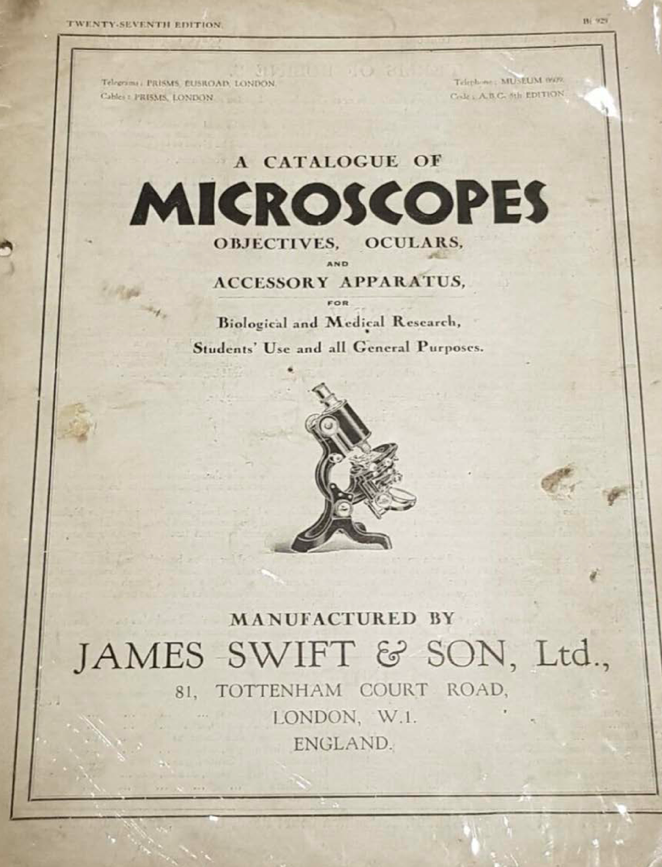 TWENTY-SEVENTH EDITION.
Telegrams: PRISMS, EUSROAD, LONDON
Telephone: MUSEUM
Cables: PRISMS, LONDON
Code: A.B.C. 6th EDITION
A CATALOGUE OF
MICROSCOPES
OBJECTIVES, OCULARS,
AND
ACCESSORY APPARATUS,
FOR
Biological and Medical Research,
Students' Use and all General Purposes.
MANUFACTURED BY
JAMES SWIFT & SON, Ltd.,
81, TOTTENHAM COURT ROAD,
LONDON, W.1.
ENGLAND.